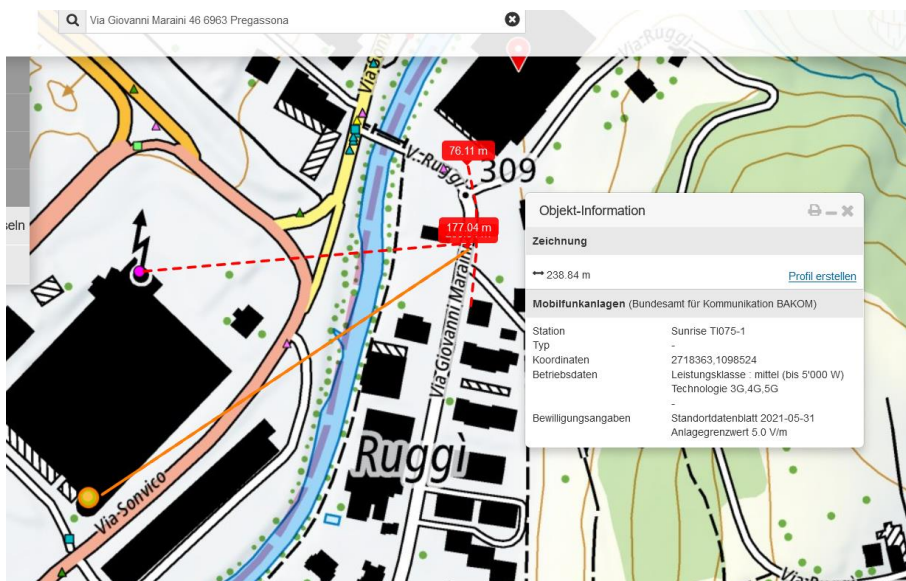 Via Giovanni Maraini 46 6963 Pregassona
Via Ruggì
76.11 m
V. Ruggì
309
seln
177.04 m
Via Giovanni Maraini
Via Sonvico
Ruggì
Objekt-Information
Zeichnung
238.84 m
Profil erstellen
Mobilfunkanlagen (Bundesamt für Kommunikation BAKOM)
Station Sunrise TI075-1
Typ -
Koordinaten 2718363,1098524
Betriebsdaten Leistungsklasse : mittel (bis 5'000 W)
Technologie 3G,4G,5G
-
Bewilligungsangaben Standortdatenblatt 2021-05-31
Anlagegrenzwert 5.0 V/m